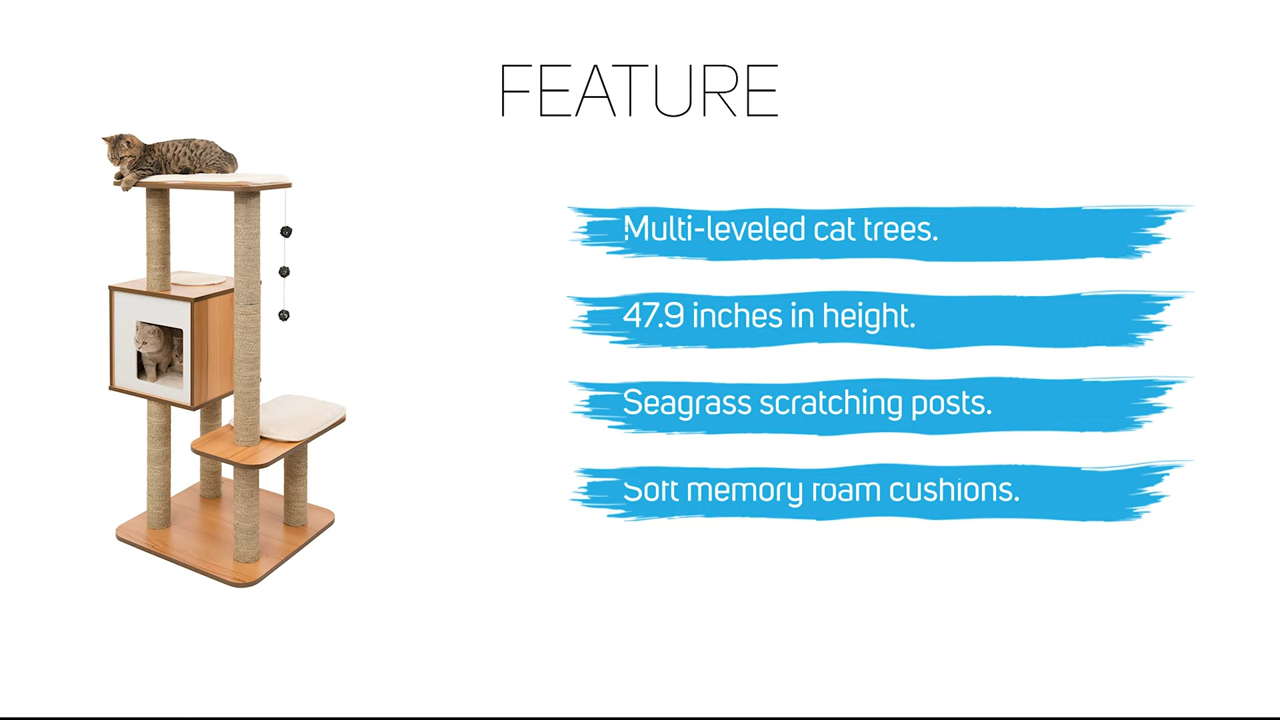 FEATURE
Multi-leveled cat trees.
47.9 inches in height.
Seagrass scratching posts.
Soft memory foam cushions.